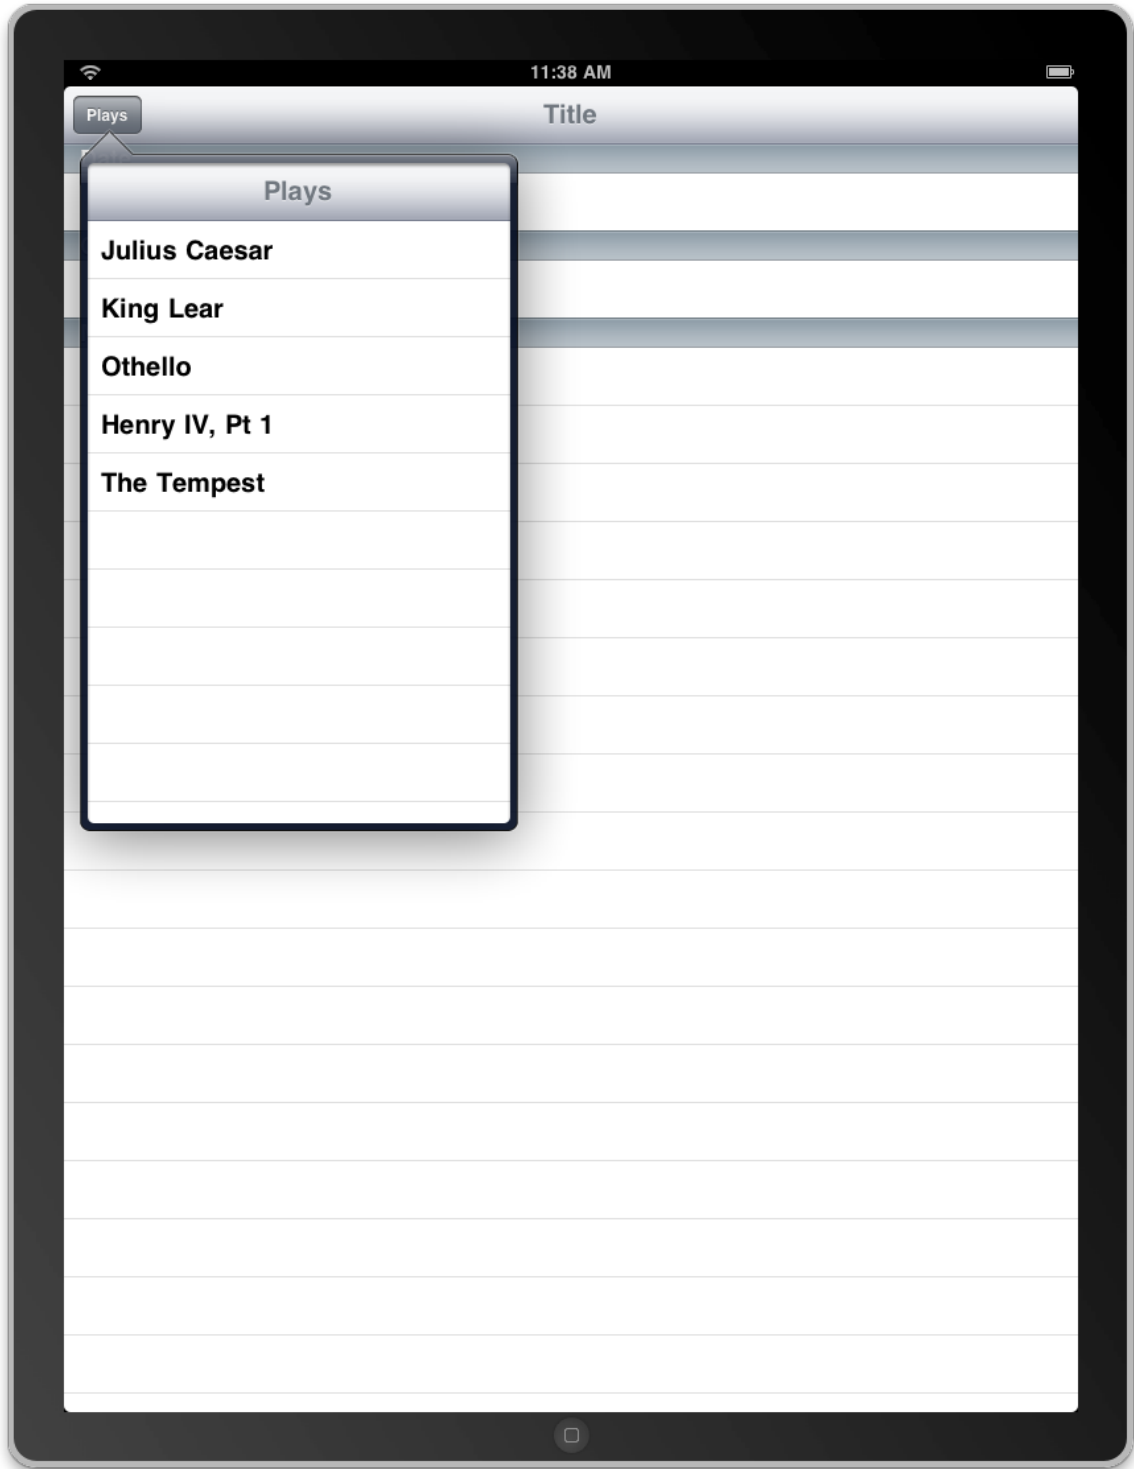 11:38 AM
Plays
Title
Plays
Julius Caesar
King Lear
Othello
Henry IV, Pt 1
The Tempest